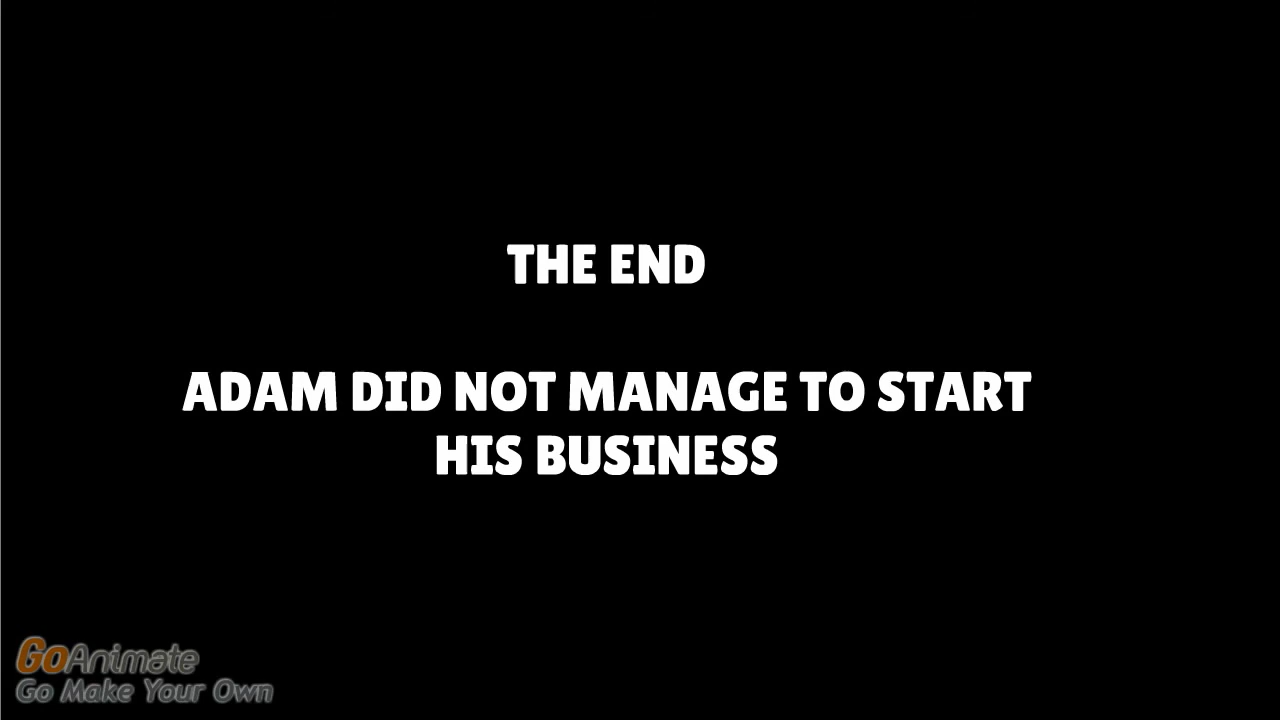 THE END
ADAM DID NOT MANAGE TO START
HIS BUSINESS
GoAnimate
Go Make Your Own